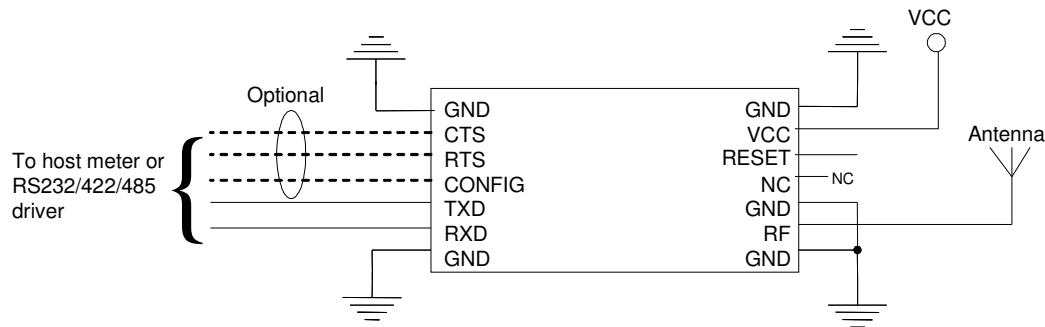 VCC
Optional
Antenna
To host meter or
RS232/422/485
driver
GND
CTS
RTS
CONFIG
TXD
RXD
GND
GND
VCC
RESET
NC
NC
GND
RF
GND